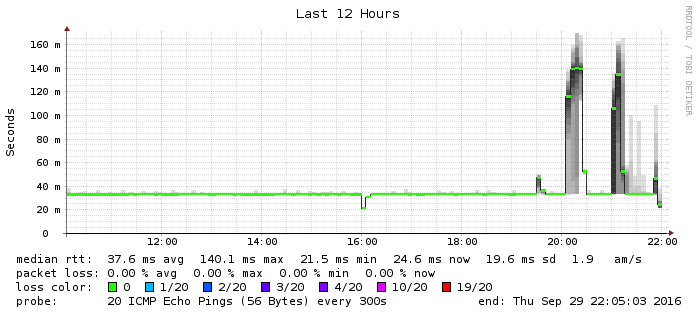 Last 12 Hours
RRDTOOL / TOBI OETIKER
Seconds
160 m
140 m
120 m
100 m
80 m
60 m
40 m
20 m
0
12:00 14:00 16:00 18:00 20:00 22:00
median rtt: 37.6 ms avg 140.1 ms max 21.5 ms min 24.6 ms now 19.6 ms sd 1.9 am/s
packet loss: 0.00 % avg 0.00 % max 0.00 % min 0.00 % now
loss color: 0 1/20 2/20 3/20 4/20 10/20 19/20
probe: 20 ICMP Echo Pings (56 Bytes) every 300s end: Thu Sep 29 22:05:03 2016